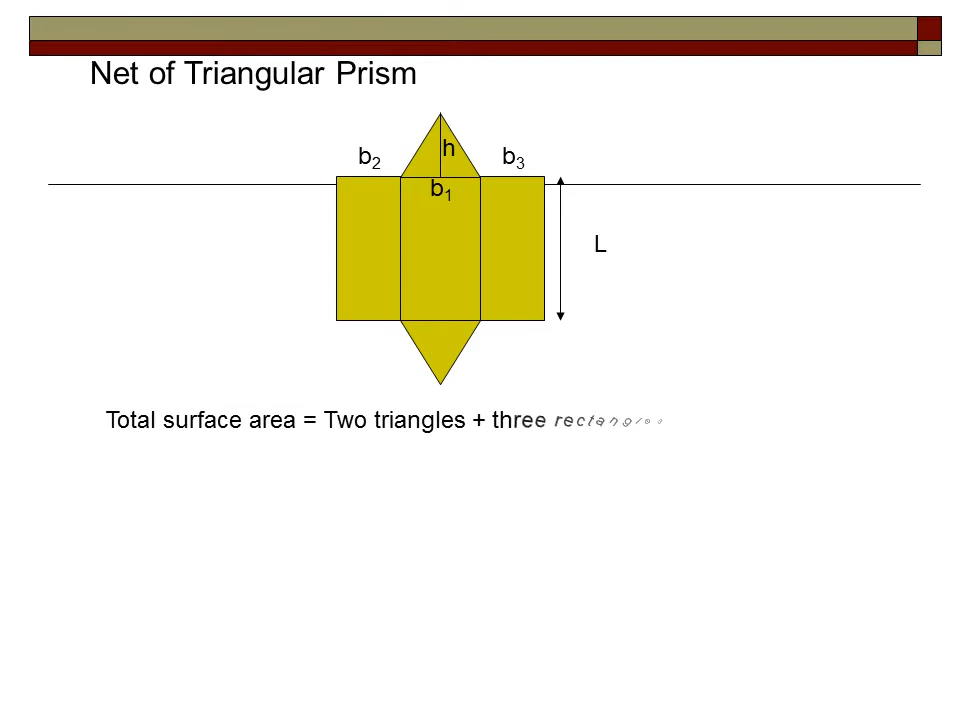 Net of Triangular Prism
h
b₂
b₃
b₁
L
Total surface area = Two triangles + three rectangles